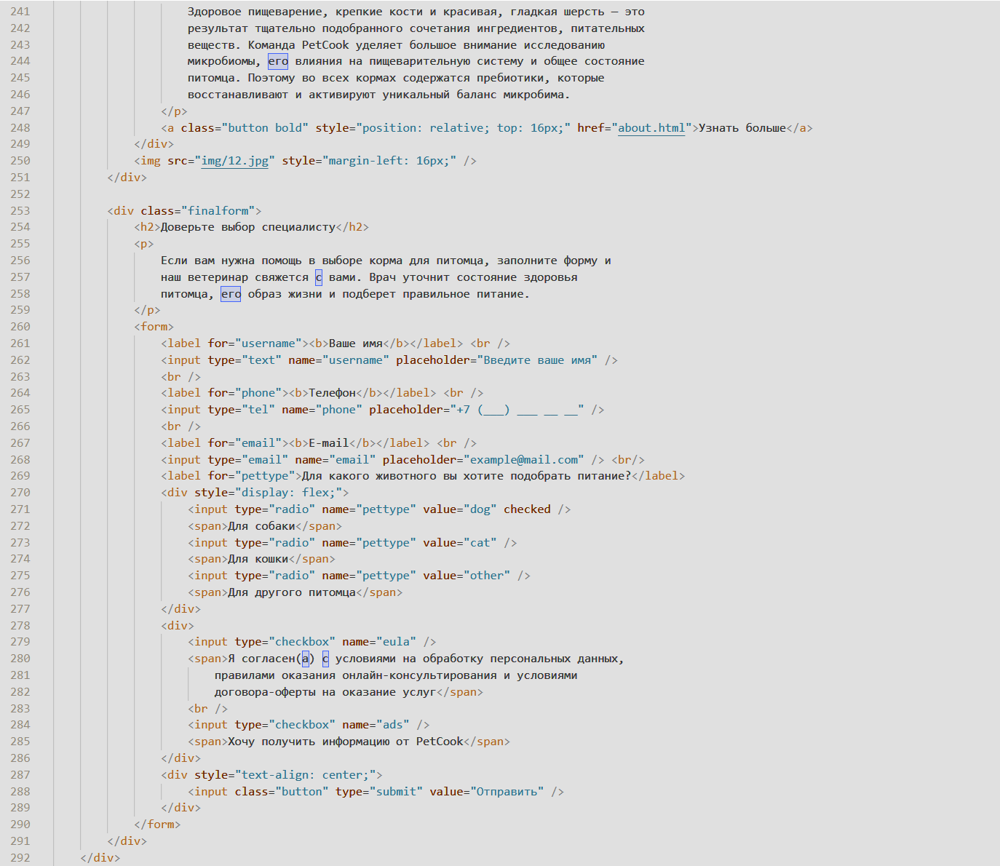 241 Здоровое пищеварение, крепкие кости и красивая, гладкая шерсть — это
242 результат тщательно подобранного сочетания ингредиентов, питательных
243 веществ. Команда PetCook уделяет большое внимание исследованию
244 микробиомы, его влияния на пищеварительную систему и общее состояние
245 питомца. Поэтому во всех кормах содержатся пребиотики, которые
246 восстанавливают и активируют уникальный баланс микробима.
247 </p>
248 <a class="button bold" style="position: relative; top: 16px;" href="about.html">Узнать больше</a>
249 </div>
250 <img src="img/12.jpg" style="margin-left: 16px;" />
251 </div>
252
253 <div class="finalform">
254 <h2>Доверьте выбор специалисту</h2>
255 <p>
256 Если вам нужна помощь в выборе корма для питомца, заполните форму и
257 наш ветеринар свяжется с вами. Врач уточнит состояние здоровья
258 питомца, его образ жизни и подберет правильное питание.
259 </p>
260 <form>
261 <label for="username"><b>Ваше имя</b></label> <br />
262 <input type="text" name="username" placeholder="Введите ваше имя" />
263 <br />
264 <label for="phone"><b>Телефон</b></label> <br />
265 <input type="tel" name="phone" placeholder="+7 (___) ___ __ __" />
266 <br />
267 <label for="email"><b>E-mail</b></label> <br />
268 <input type="email" name="email" placeholder="example@mail.com" /> <br/>
269 <label for="pettype">Для какого животного вы хотите подобрать питание?</label>
270 <div style="display: flex;">
271 <input type="radio" name="pettype" value="dog" checked />
272 <span>Для собаки</span>
273 <input type="radio" name="pettype" value="cat" />
274 <span>Для кошки</span>
275 <input type="radio" name="pettype" value="other" />
276 <span>Для другого питомца</span>
277 </div>
278 <div>
279 <input type="checkbox" name="eula" />
280 <span>Я согласен(а) с условиями на обработку персональных данных,
281 правилами оказания онлайн-консультирования и условиями
282 договора-оферты на оказание услуг</span>
283 <br />
284 <input type="checkbox" name="ads" />
285 <span>Хочу получить информацию от PetCook</span>
286 </div>
287 <div style="text-align: center;">
288 <input class="button" type="submit" value="Отправить" />
289 </div>
290 </form>
291 </div>
292 </div>